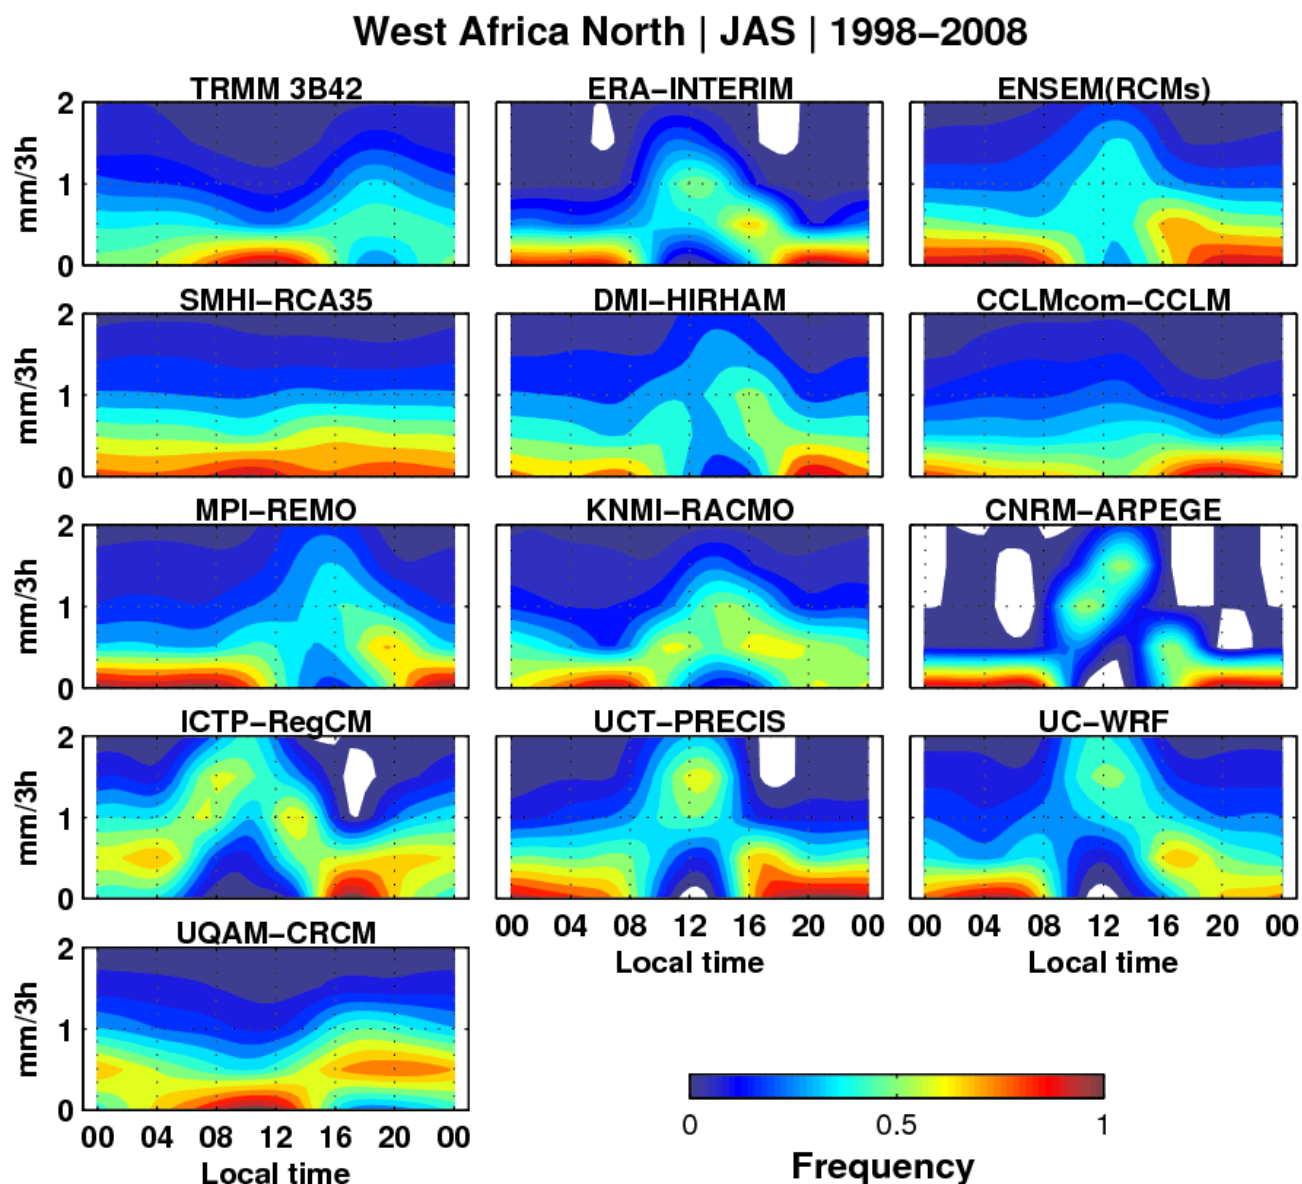 West Africa North | JAS | 1998–2008
TRMM 3B42 ERA–INTERIM ENSEM(RCMs)
2
mm/3h 1
0
SMHI–RCA35 DMI–HIRHAM CCLMcom–CCLM
2
mm/3h 1
0
MPI–REMO KNMI–RACMO CNRM–ARPEGE
2
mm/3h 1
0
ICTP–RegCM UCT–PRECIS UC–WRF
2
mm/3h 1
0
00 04 08 12 16 20 00 00 04 08 12 16 20 00
Local time Local time
UQAM–CRCM
2
mm/3h 1
0
00 04 08 12 16 20 00
Local time
0 0.5 1
Frequency